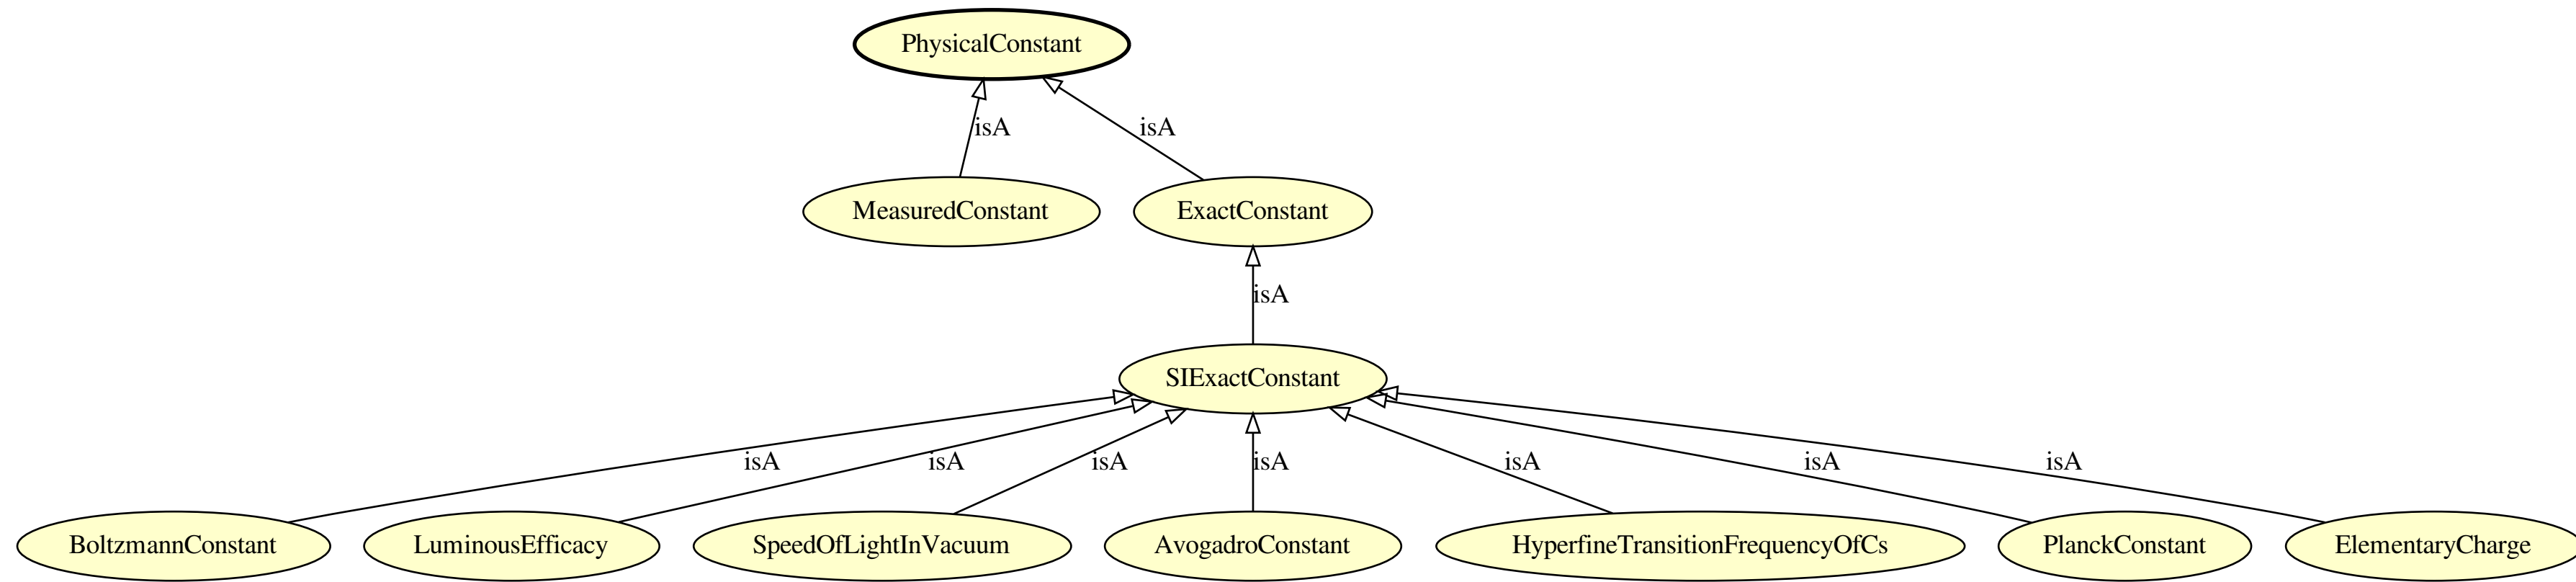 PhysicalConstant
isA isA
MeasuredConstant ExactConstant
isA
SIExactConstant
isA isA isA isA isA isA isA
BoltzmannConstant LuminousEfficacy SpeedOfLightInVacuum AvogadroConstant HyperfineTransitionFrequencyOfCs PlanckConstant ElementaryCharge